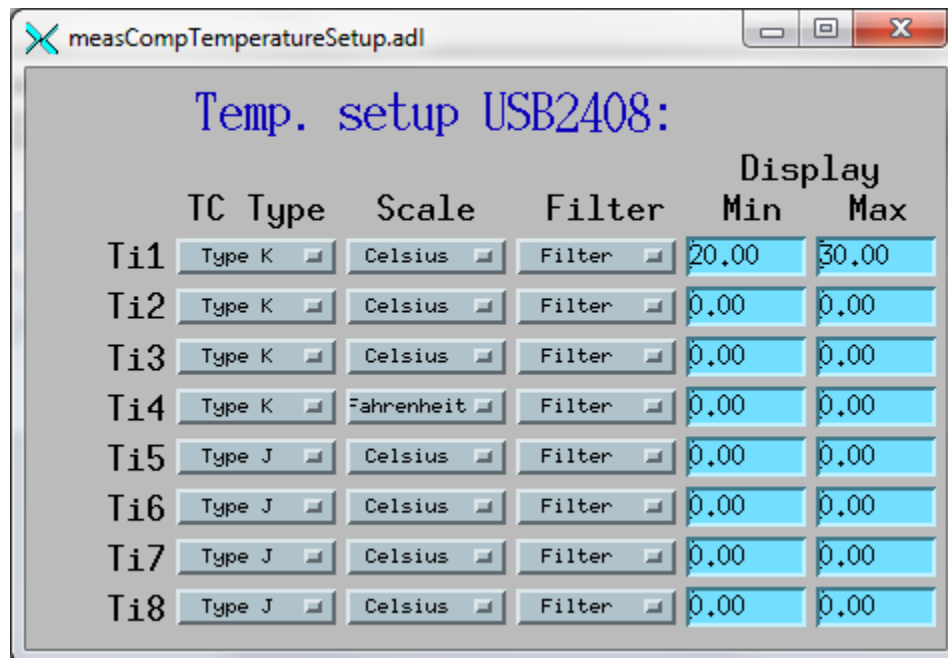 measCompTemperatureSetup.adl
Temp. setup USB2408:
Display
TC Type Scale Filter Min Max
Ti1 Type K Celsius Filter 20.00 30.00
Ti2 Type K Celsius Filter 0.00 0.00
Ti3 Type K Celsius Filter 0.00 0.00
Ti4 Type K Fahrenheit Filter 0.00 0.00
Ti5 Type J Celsius Filter 0.00 0.00
Ti6 Type J Celsius Filter 0.00 0.00
Ti7 Type J Celsius Filter 0.00 0.00
Ti8 Type J Celsius Filter 0.00 0.00